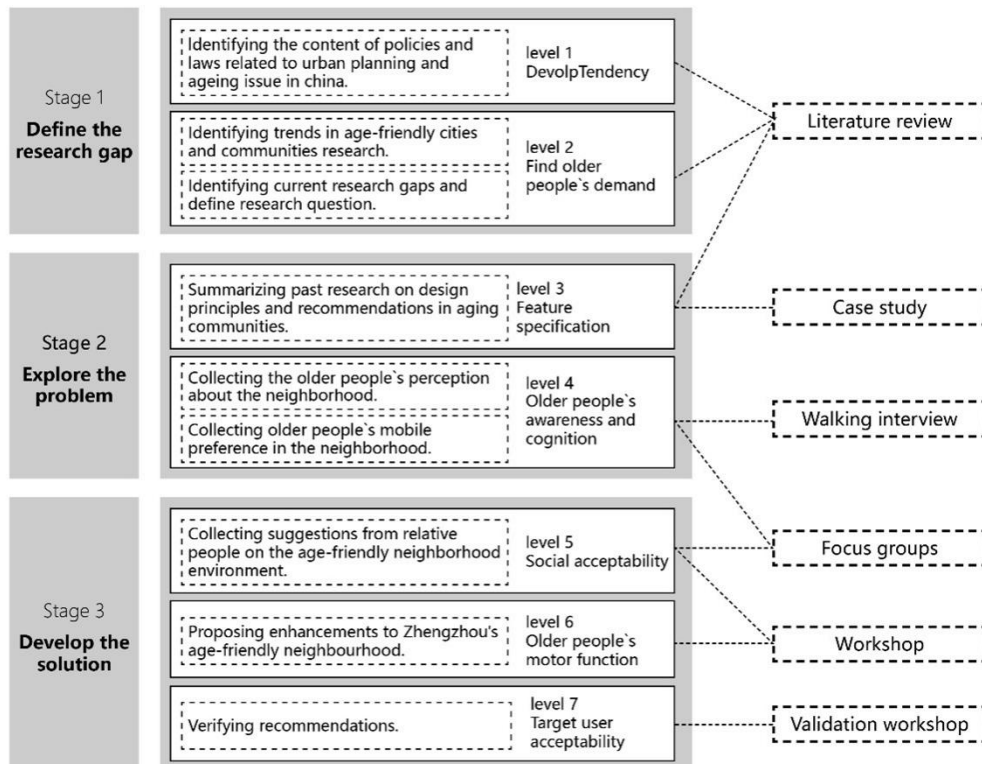 Stage 1
Define the
research gap
Identifying the content of policies and
laws related to urban planning and
ageing issue in china.
level 1
DevolpTendency
Identifying trends in age-friendly cities
and communities research.
Identifying current research gaps and
define research question.
level 2
Find older
people`s demand
Literature review
Stage 2
Explore the
problem
Summarizing past research on design
principles and recommendations in aging
communities.
level 3
Feature
specification
Case study
Collecting the older people`s perception
about the neighborhood.
Collecting older people`s mobile
preference in the neighborhood.
level 4
Older people`s
awareness and
cognition
Walking interview
Stage 3
Develop the
solution
Collecting suggestions from relative
people on the age-friendly neighborhood
environment.
level 5
Social acceptability
Focus groups
Proposing enhancements to Zhengzhou's
age-friendly neighbourhood.
level 6
Older people`s
motor function
Workshop
Verifying recommendations.
level 7
Target user
acceptability
Validation workshop